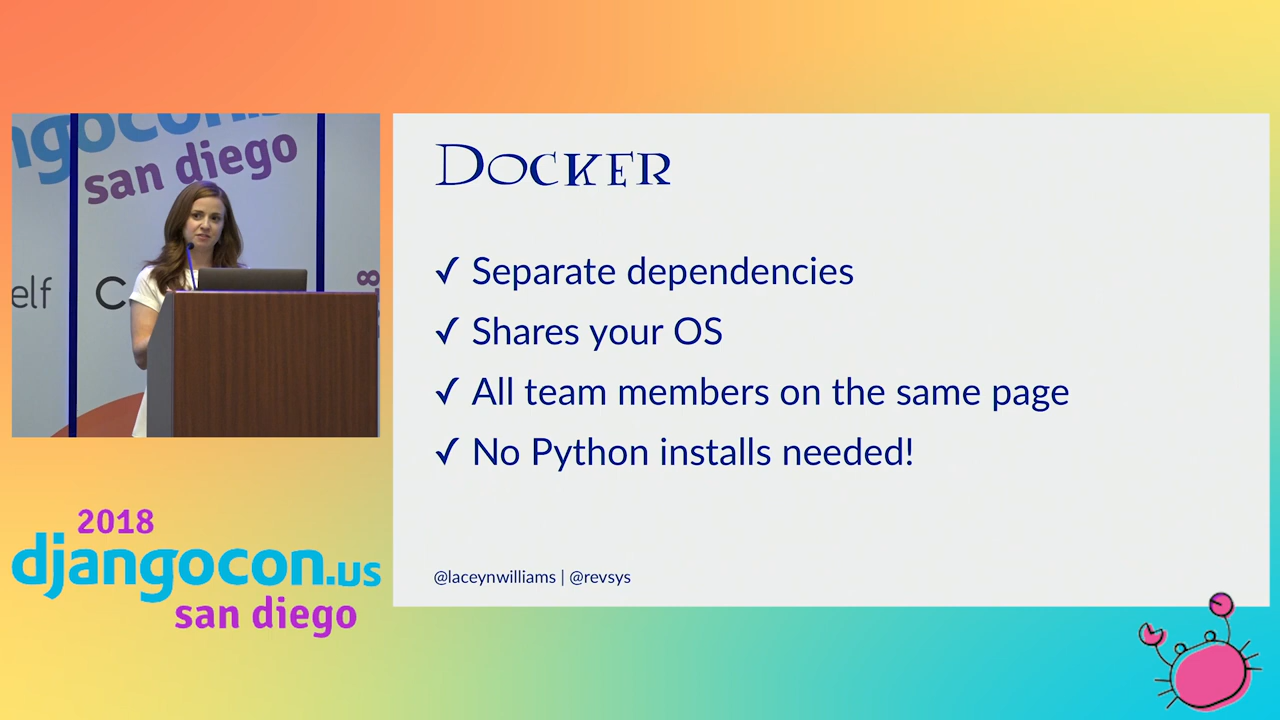 san diego
elf
DOCKER
✓ Separate dependencies
✓ Shares your OS
✓ All team members on the same page
✓ No Python installs needed!
@laceynwilliams | @revsys
2018
djangocon.us
san diego